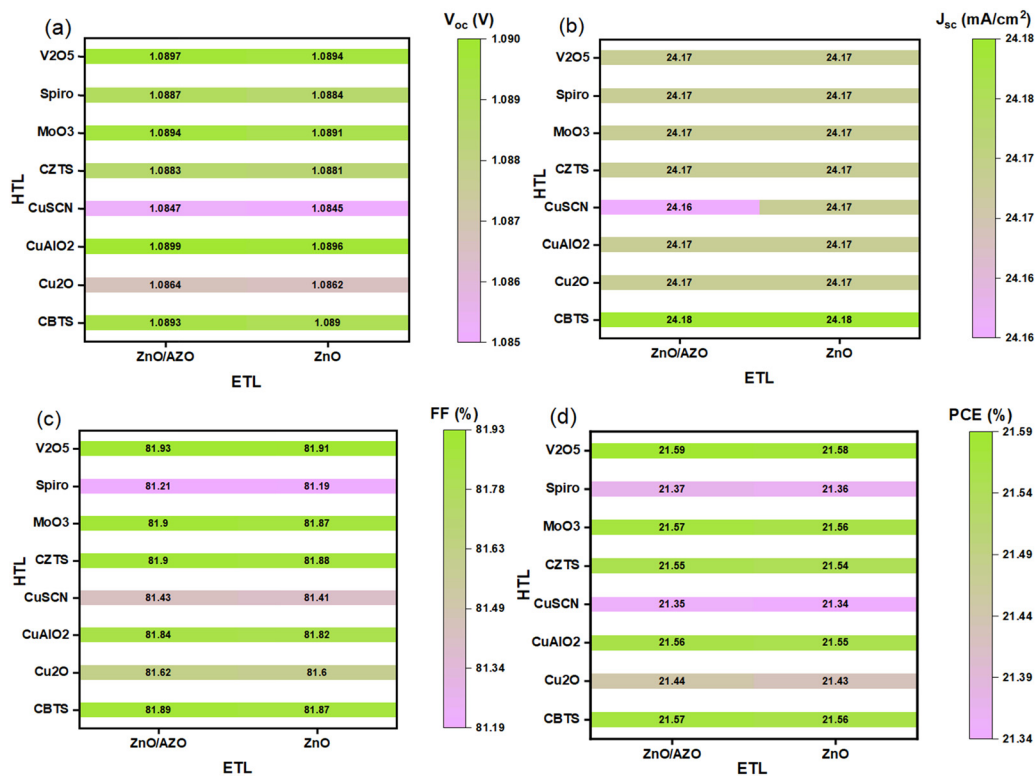 (a)
V_oc (V)
V2O5 1.0897 1.0894
Spiro 1.0887 1.0884
MoO3 1.0894 1.0891
CZTS 1.0883 1.0881
CuSCN 1.0847 1.0845
CuAlO2 1.0899 1.0896
Cu2O 1.0864 1.0862
CBTS 1.0893 1.089
HTL
ZnO/AZO ZnO
ETL
1.090
1.089
1.088
1.087
1.086
1.085
(b)
J_sc (mA/cm²)
V2O5 24.17 24.17
Spiro 24.17 24.17
MoO3 24.17 24.17
CZTS 24.17 24.17
CuSCN 24.16 24.17
CuAlO2 24.17 24.17
Cu2O 24.17 24.17
CBTS 24.18 24.18
HTL
ZnO/AZO ZnO
ETL
24.18
24.18
24.17
24.17
24.16
24.16
(c)
FF (%)
V2O5 81.93 81.91
Spiro 81.21 81.19
MoO3 81.9 81.87
CZTS 81.9 81.88
CuSCN 81.43 81.41
CuAlO2 81.84 81.82
Cu2O 81.62 81.6
CBTS 81.89 81.87
HTL
ZnO/AZO ZnO
ETL
81.93
81.78
81.63
81.49
81.34
81.19
(d)
PCE (%)
V2O5 21.59 21.58
Spiro 21.37 21.36
MoO3 21.57 21.56
CZTS 21.55 21.54
CuSCN 21.35 21.34
CuAlO2 21.56 21.55
Cu2O 21.44 21.43
CBTS 21.57 21.56
HTL
ZnO/AZO ZnO
ETL
21.59
21.54
21.49
21.44
21.39
21.34